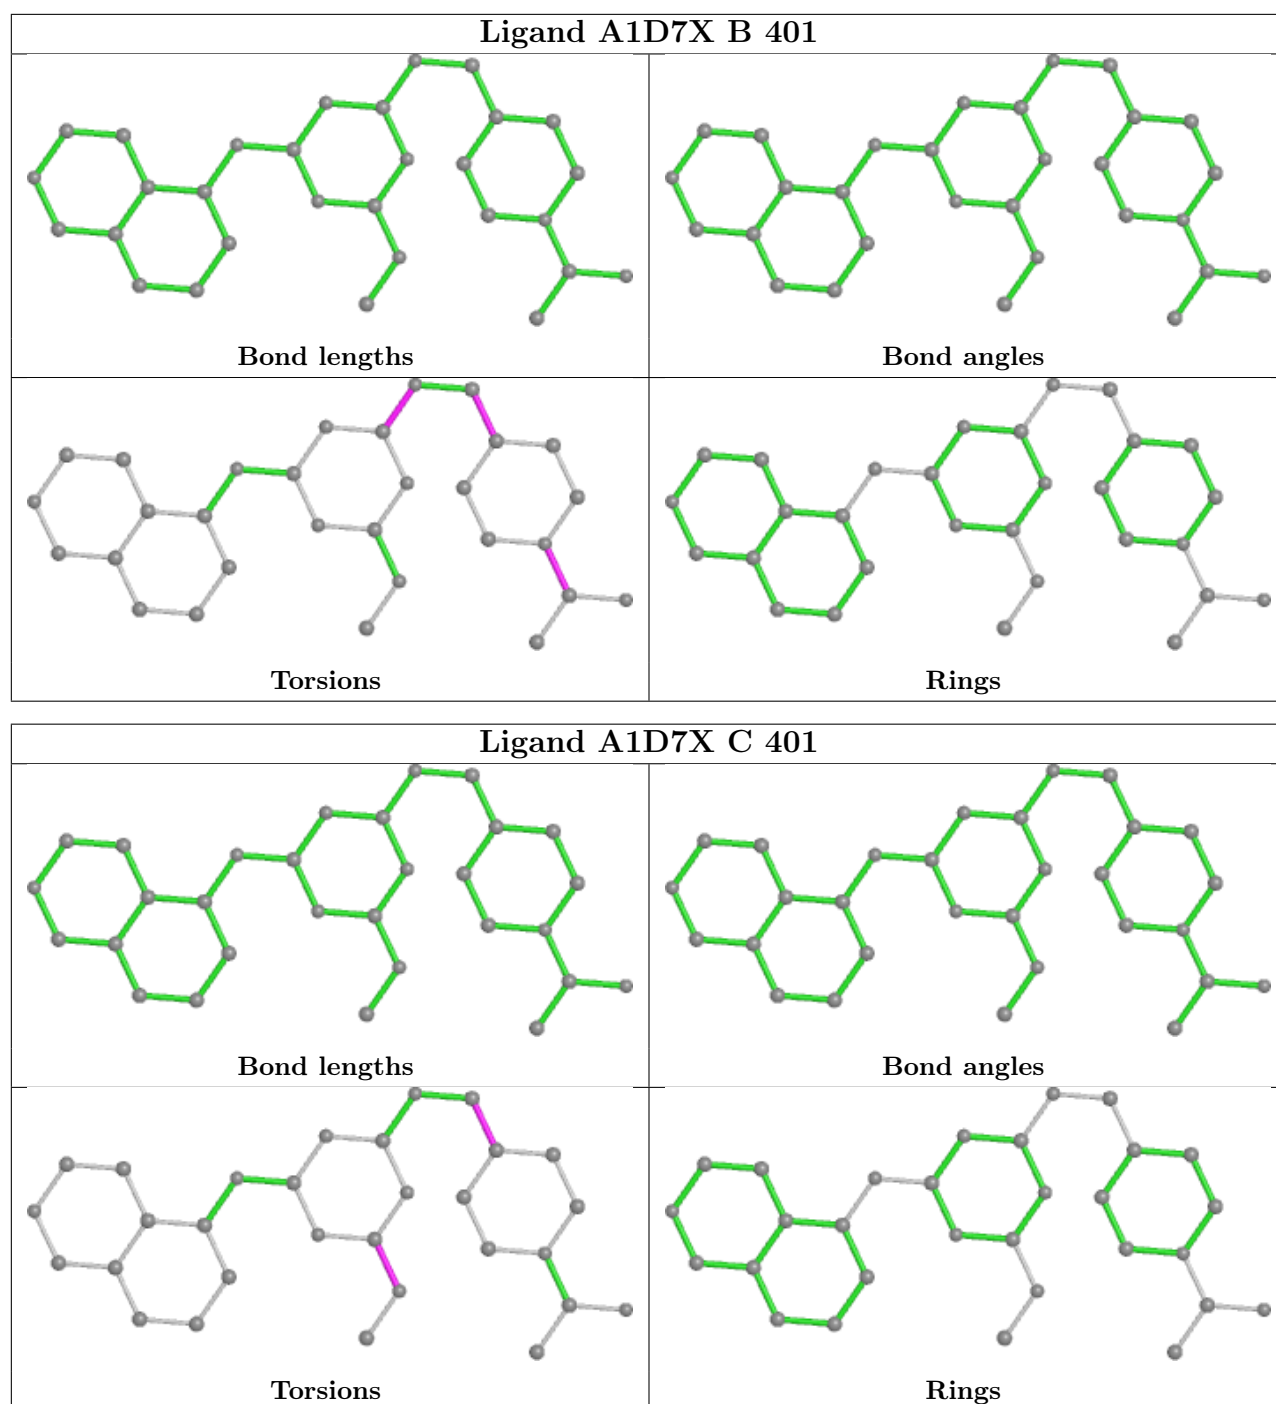 Ligand A1D7X B 401
Bond lengths
Bond angles
Torsions
Rings
Ligand A1D7X C 401
Bond lengths
Bond angles
Torsions
Rings